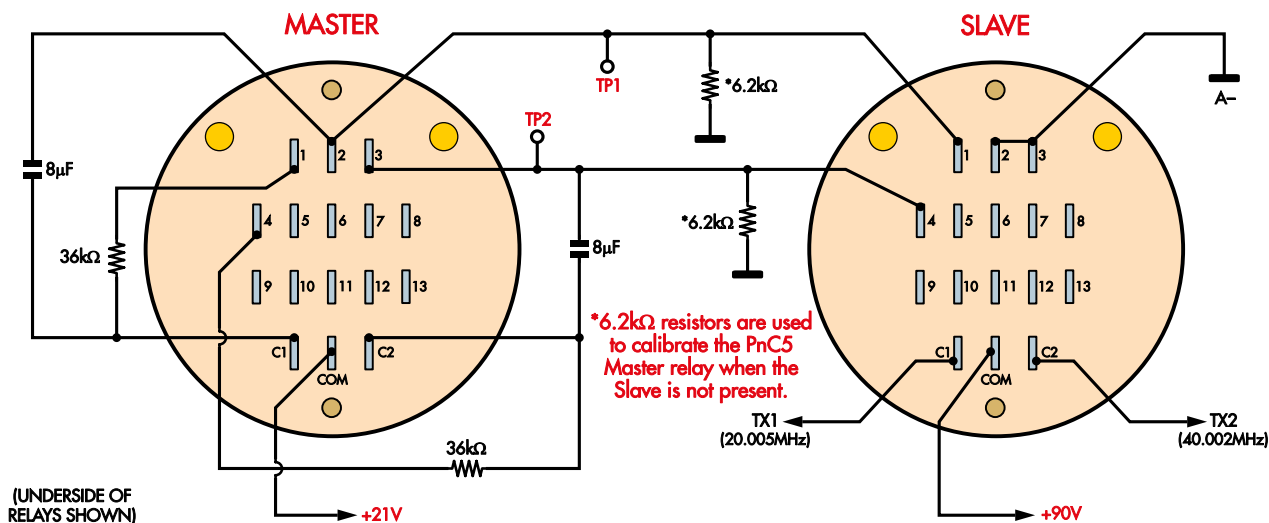 MASTER
SLAVE
TP1
*6.2kΩ
A–
TP2
8µF
1 2 3
1 2 3
4 5 6 7 8
4 5 6 7 8
36kΩ
8µF
*6.2kΩ
9 10 11 12 13
9 10 11 12 13
*6.2kΩ resistors are used
to calibrate the PnC5
Master relay when the
Slave is not present.
C1 C2
COM
C1 C2
COM
TX1
(20.005MHz)
TX2
(40.002MHz)
36kΩ
(UNDERSIDE OF
RELAYS SHOWN)
+21V
+90V